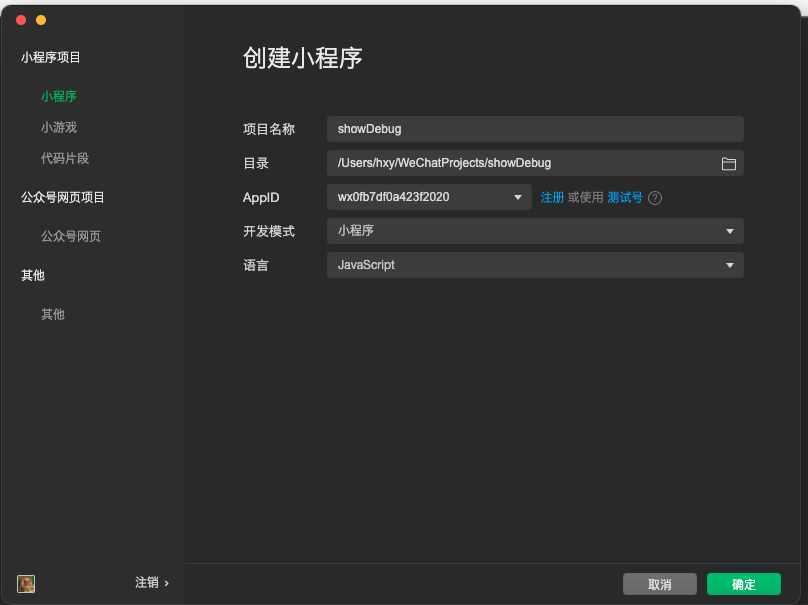 小程序项目
小程序
小游戏
代码片段
公众号网页项目
公众号网页
其他
其他
注销 ›
创建小程序
项目名称 showDebug
目录 /Users/hxy/WeChatProjects/showDebug
AppID wx0fb7df0a423f2020 注册 或使用 测试号 ?
开发模式 小程序
语言 JavaScript
取消 确定